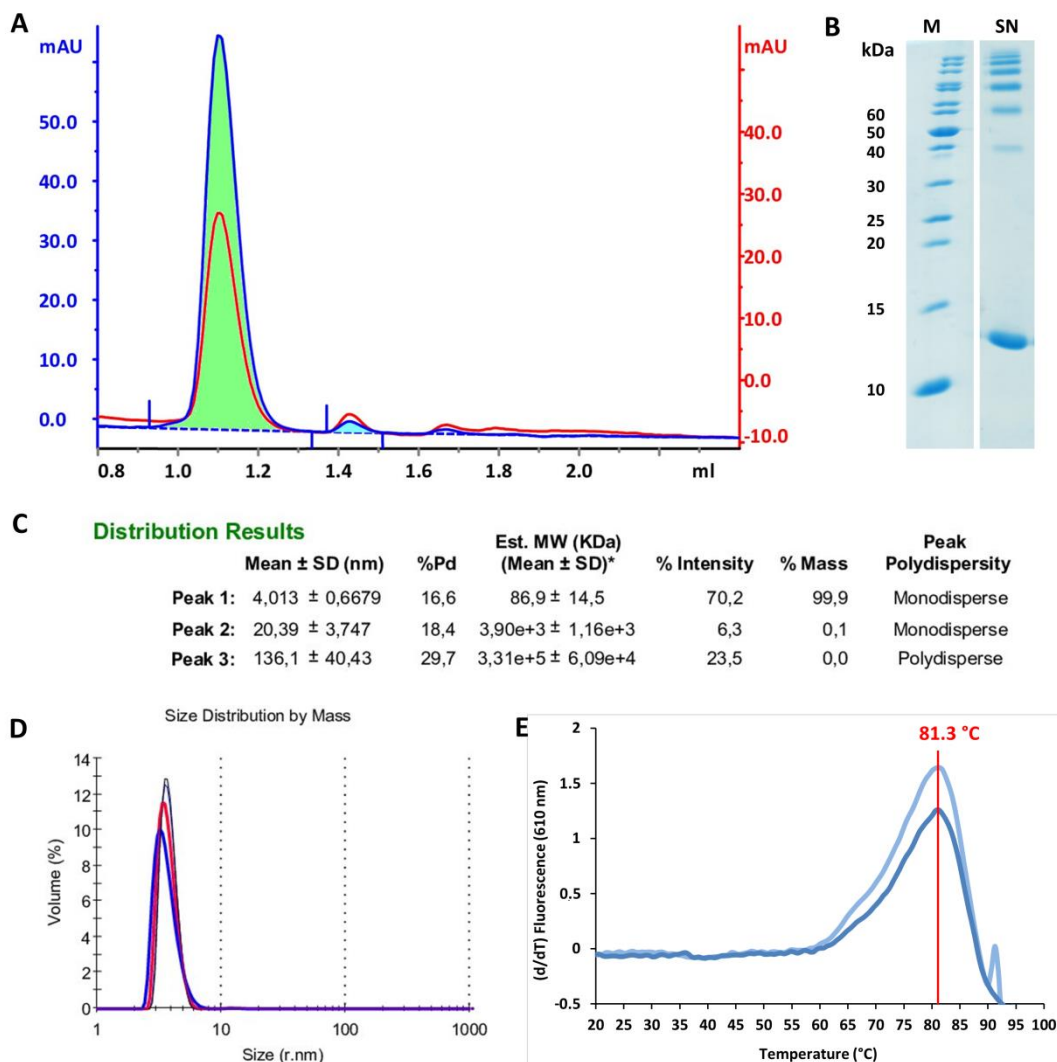 A
mAU
50.0
40.0
30.0
20.0
10.0
0.0
mAU
50.0
40.0
30.0
20.0
10.0
0.0
-10.0
0.8 1.0 1.2 1.4 1.6 1.8 2.0 ml
B
M SN
kDa
60
50
40
30
25
20
15
10
C
Distribution Results
Mean ± SD (nm) %Pd Est. MW (KDa) (Mean ± SD)* % Intensity % Mass Peak Polydispersity
Peak 1: 4,013 ± 0,6679 16,6 86,9 ± 14,5 70,2 99,9 Monodisperse
Peak 2: 20,39 ± 3,747 18,4 3,90e+3 ± 1,16e+3 6,3 0,1 Monodisperse
Peak 3: 136,1 ± 40,43 29,7 3,31e+5 ± 6,09e+4 23,5 0,0 Polydisperse
D
Size Distribution by Mass
Volume (%)
14
12
10
8
6
4
2
0
1 10 100 1000
Size (r.nm)
E
81.3 °C
(d/dT) Fluorescence (610 nm)
2
1.5
1
0.5
0
-0.5
20 25 30 35 40 45 50 55 60 65 70 75 80 85 90 95 100
Temperature (°C)